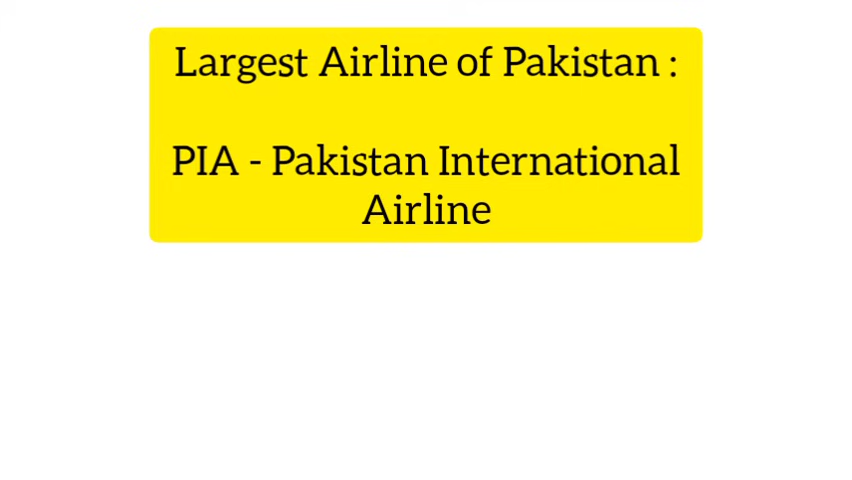 Largest Airline of Pakistan :
PIA - Pakistan International
Airline